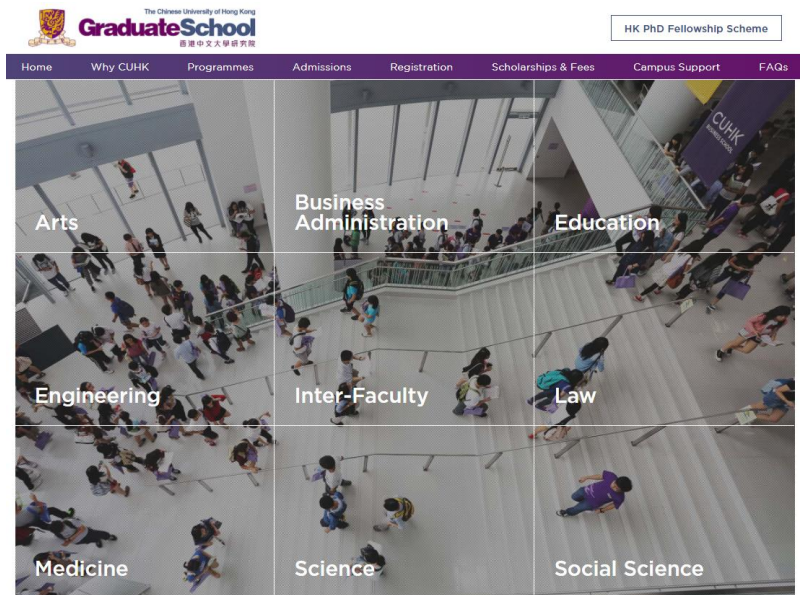 The Chinese University of Hong Kong
GraduateSchool
香港中文大學研究院
HK PhD Fellowship Scheme
Home Why CUHK Programmes Admissions Registration Scholarships & Fees Campus Support FAQs
CUHK
BUSINESS SCHOOL
Arts
Business
Administration
Education
Engineering
Inter-Faculty
Law
Medicine
Science
Social Science